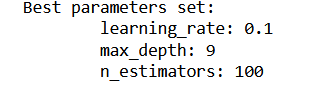 Best parameters set:
learning_rate: 0.1
max_depth: 9
n_estimators: 100